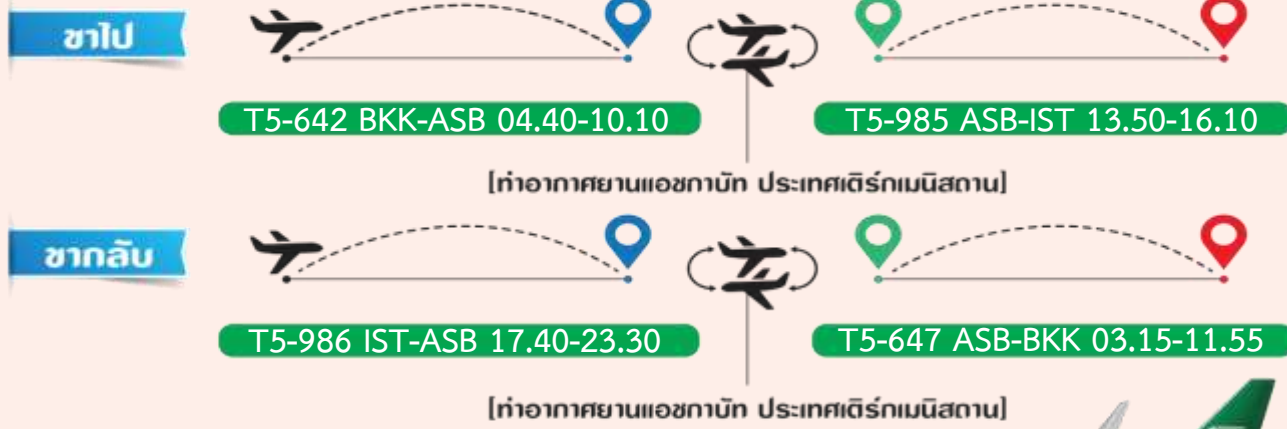 ขาไป
T5-642 BKK-ASB 04.40-10.10
T5-985 ASB-IST 13.50-16.10
[ท่าอากาศยานแอชกาบัท ประเทศเติร์กเมนิสถาน]
ขากลับ
T5-986 IST-ASB 17.40-23.30
T5-647 ASB-BKK 03.15-11.55
[ท่าอากาศยานแอชกาบัท ประเทศเติร์กเมนิสถาน]